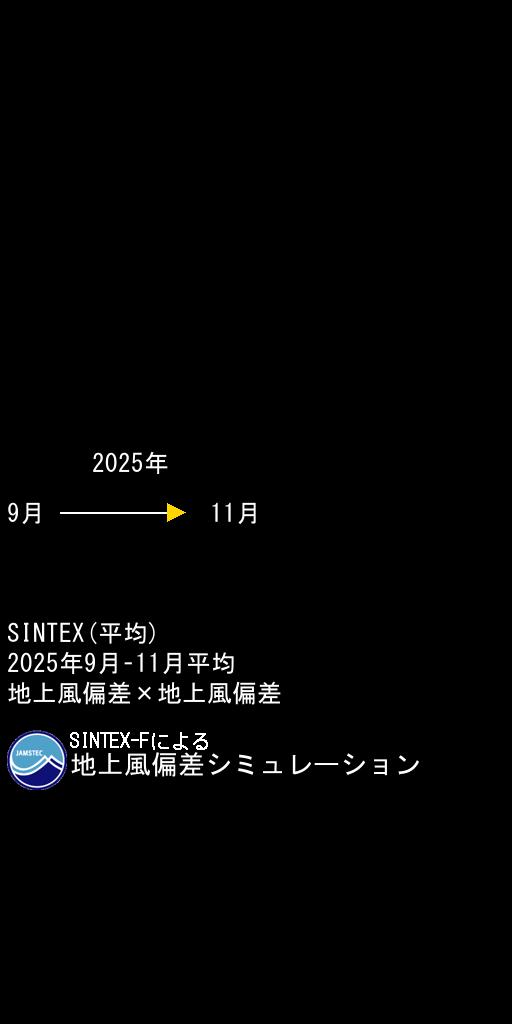 2025年
9月 11月
SINTEX(平均)
2025年9月-11月平均
地上風偏差×地上風偏差
JAMSTEC
SINTEX-Fによる
地上風偏差シミュレーション